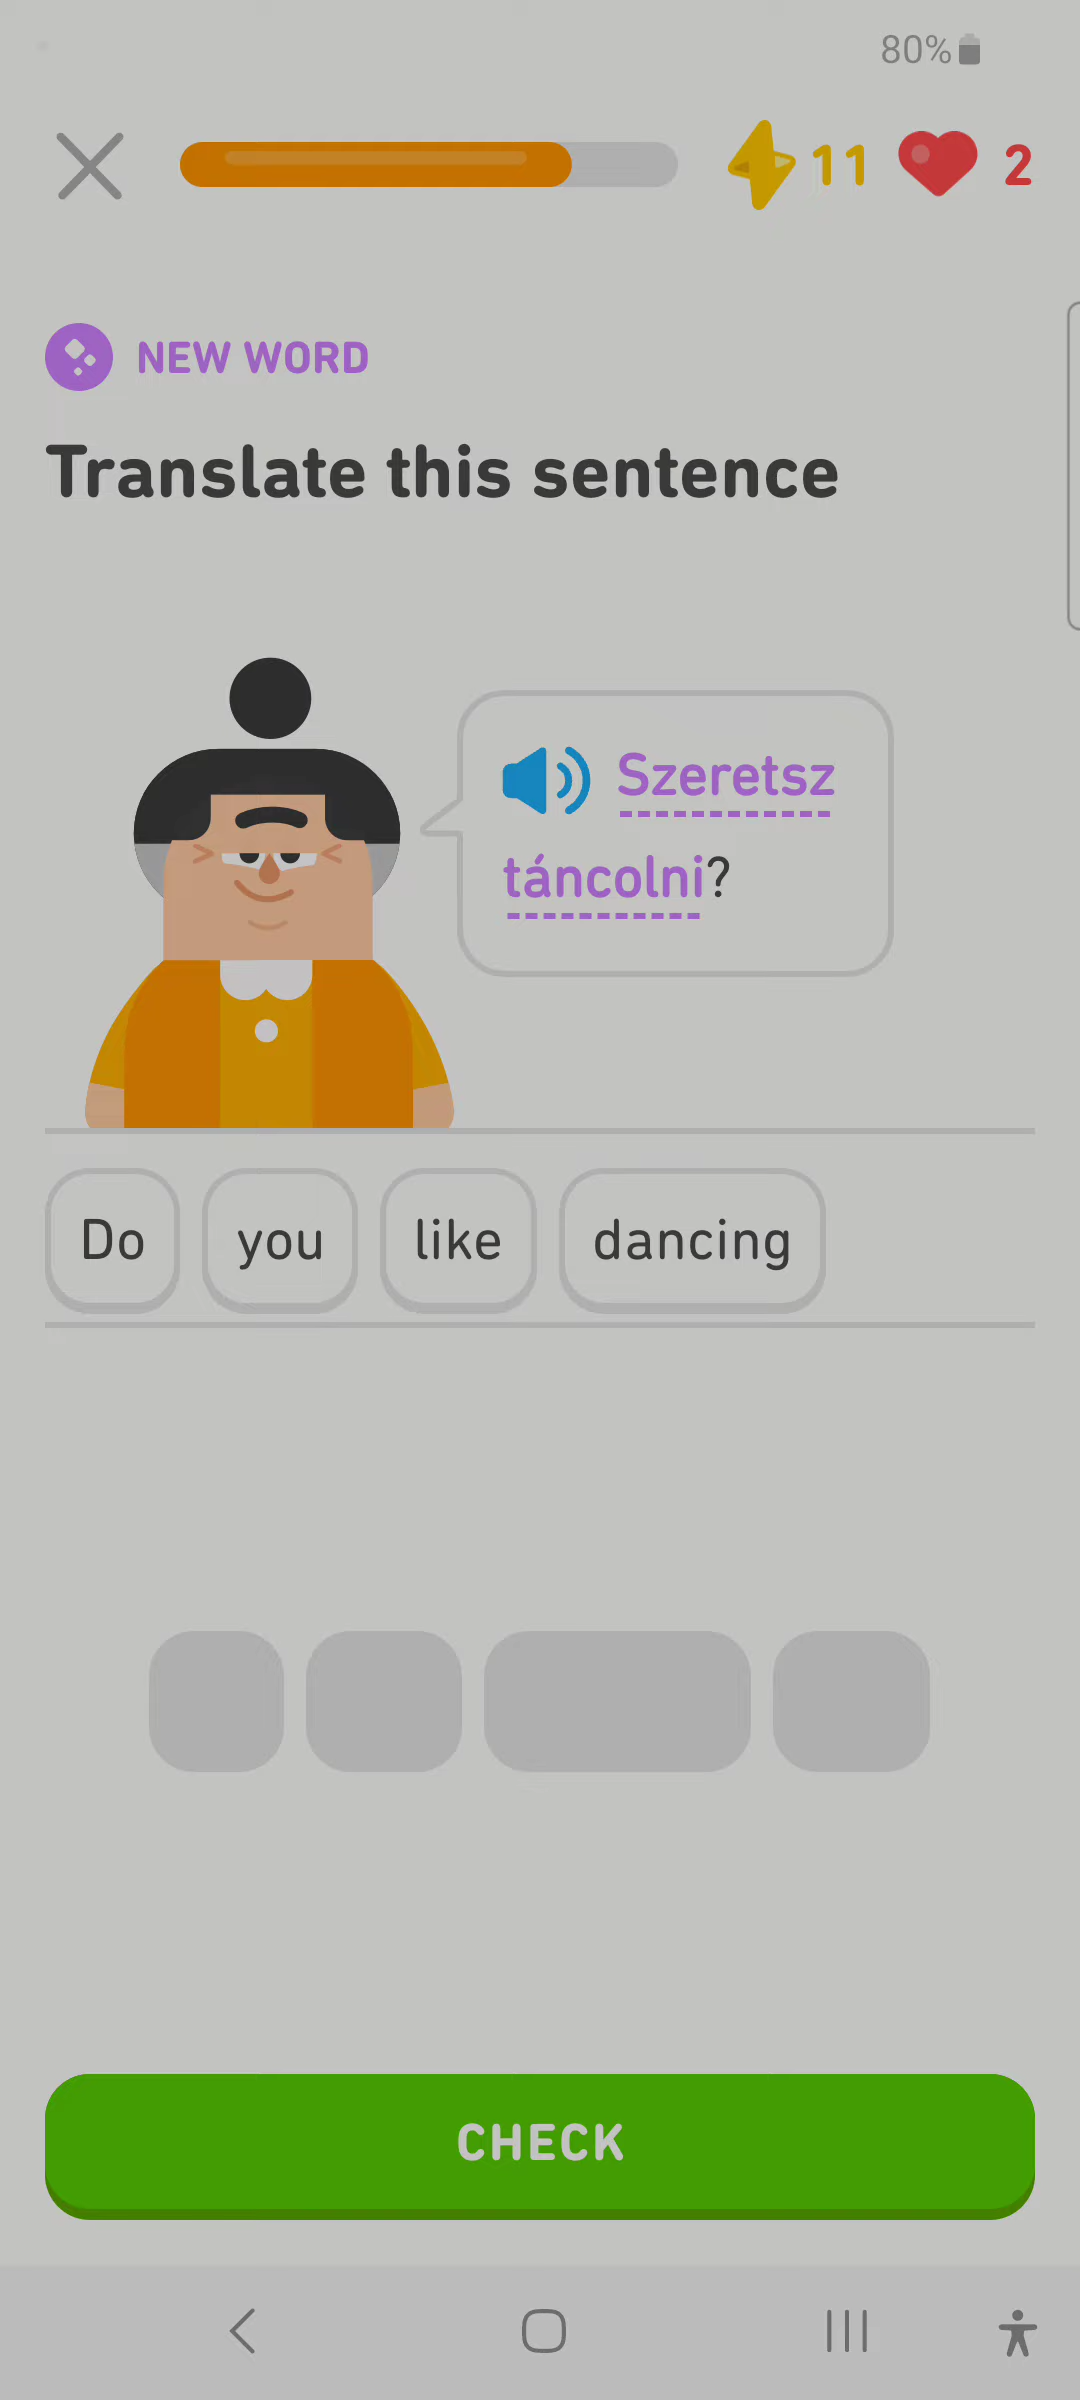 80%
11 2
NEW WORD
Translate this sentence
Szeretsz
táncolni?
Do you like dancing
CHECK